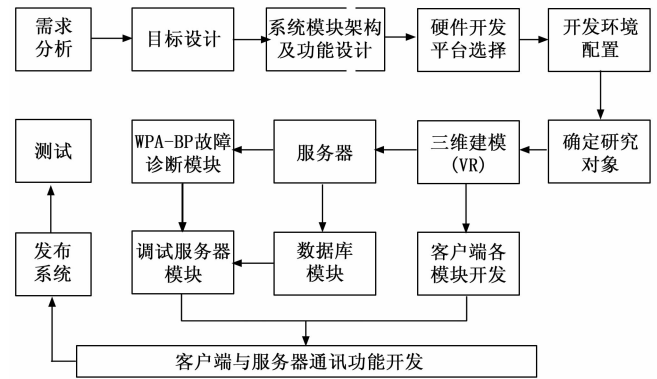 需求
分析
目标设计
系统模块架构
及功能设计
硬件开发
平台选择
开发环境
配置
测试
WPA-BP故障
诊断模块
服务器
三维建模
(VR)
确定研究
对象
发布
系统
调试服务器
模块
数据库
模块
客户端各
模块开发
客户端与服务器通讯功能开发